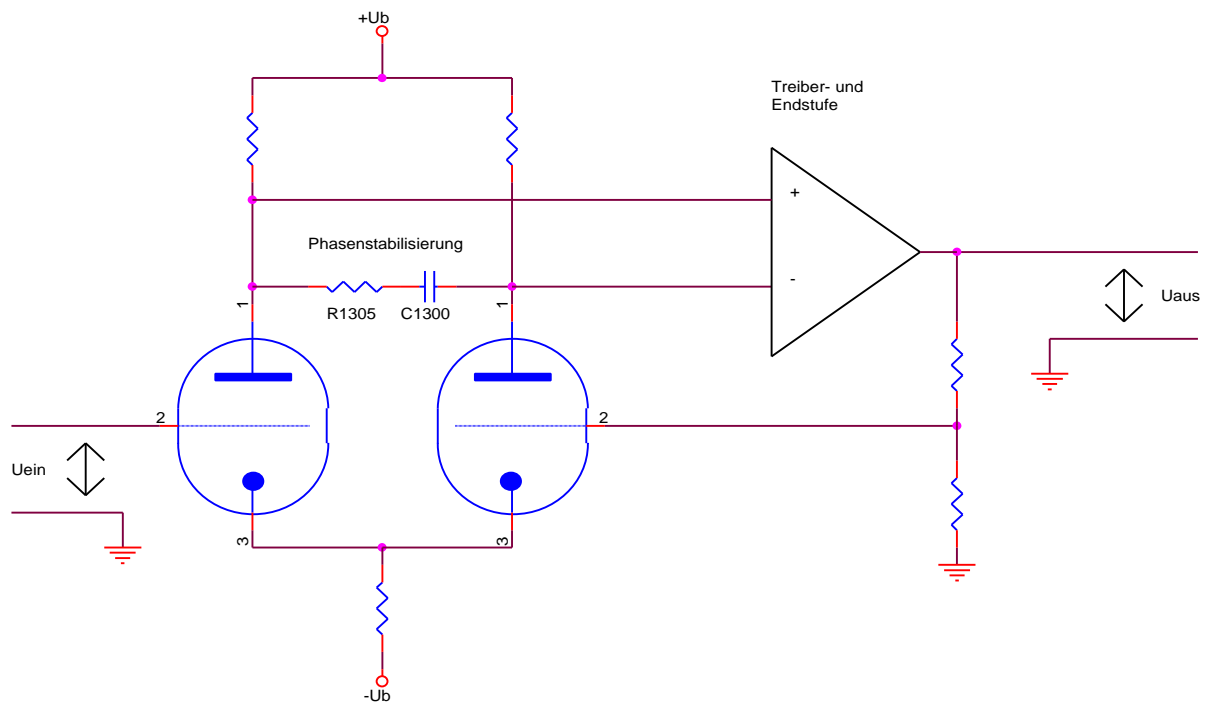 +Ub
Treiber- und
Endstufe
+
Phasenstabilisierung
-
1
1
R1305
C1300
Uaus
2
2
Uein
3
3
-Ub